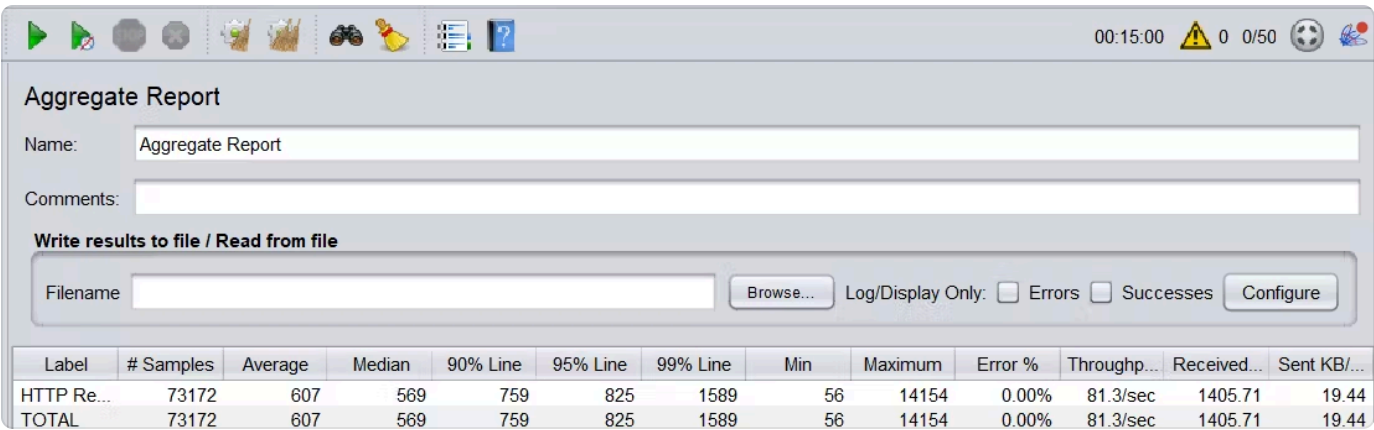 00:15:00 0 0/50
Aggregate Report
Name: Aggregate Report
Comments:
Write results to file / Read from file
Filename Browse... Log/Display Only: Errors Successes Configure
Label # Samples Average Median 90% Line 95% Line 99% Line Min Maximum Error % Throughp... Received... Sent KB/...
HTTP Re... 73172 607 569 759 825 1589 56 14154 0.00% 81.3/sec 1405.71 19.44
TOTAL 73172 607 569 759 825 1589 56 14154 0.00% 81.3/sec 1405.71 19.44